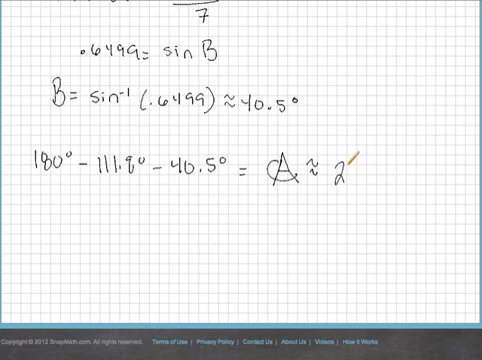 7
.6499 = sin B
B = sin⁻¹ (.6499) ≈ 40.5°
180° - 111.8° - 40.5° = A ≈ 2
Copyright © 2012 SnapMath.com. All rights reserved. Terms of Use | Privacy Policy | Contact Us | About Us | Videos | How It Works